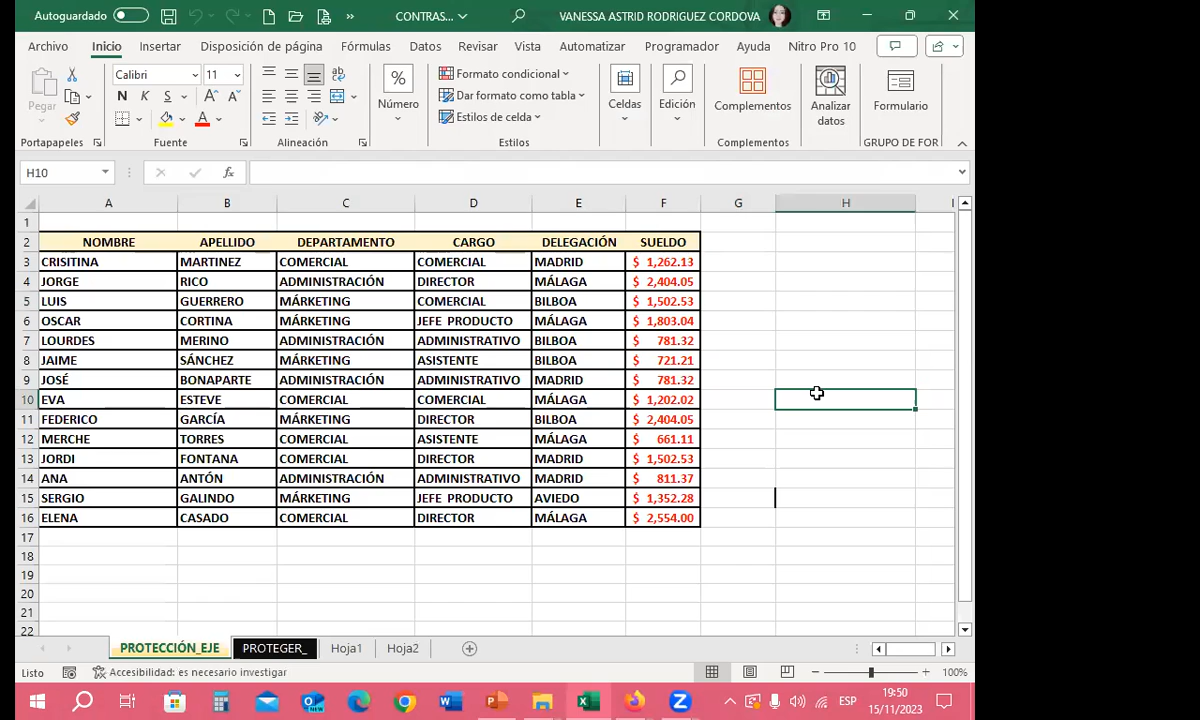 Autoguardado CONTRAS... VANESSA ASTRID RODRIGUEZ CORDOVA
Archivo Inicio Insertar Disposición de página Fórmulas Datos Revisar Vista Automatizar Programador Ayuda Nitro Pro 10
Pegar Calibri 11 N K S A A A % Número Formato condicional Dar formato como tabla Estilos de celda Celdas Edición Complementos Analizar datos Formulario
Portapapeles Fuente Alineación Estilos Complementos GRUPO DE FOR
H10 fx
A B C D E F G H I
1
2 NOMBRE APELLIDO DEPARTAMENTO CARGO DELEGACIÓN SUELDO
3 CRISITINA MARTINEZ COMERCIAL COMERCIAL MADRID $ 1,262.13
4 JORGE RICO ADMINISTRACIÓN DIRECTOR MÁLAGA $ 2,404.05
5 LUIS GUERRERO MÁRKETING COMERCIAL BILBOA $ 1,502.53
6 OSCAR CORTINA MÁRKETING JEFE PRODUCTO MÁLAGA $ 1,803.04
7 LOURDES MERINO ADMINISTRACIÓN ADMINISTRATIVO BILBOA $ 781.32
8 JAIME SÁNCHEZ MÁRKETING ASISTENTE BILBOA $ 721.21
9 JOSÉ BONAPARTE ADMINISTRACIÓN ADMINISTRATIVO MADRID $ 781.32
10 EVA ESTEVE COMERCIAL COMERCIAL MÁLAGA $ 1,202.02
11 FEDERICO GARCÍA MÁRKETING DIRECTOR BILBOA $ 2,404.05
12 MERCHE TORRES COMERCIAL ASISTENTE MÁLAGA $ 661.11
13 JORDI FONTANA COMERCIAL DIRECTOR MADRID $ 1,502.53
14 ANA ANTÓN ADMINISTRACIÓN ADMINISTRATIVO MADRID $ 811.37
15 SERGIO GALINDO MÁRKETING JEFE PRODUCTO AVIEDO $ 1,352.28
16 ELENA CASADO COMERCIAL DIRECTOR MÁLAGA $ 2,554.00
17
18
19
20
21
22
PROTECCIÓN_EJE PROTEGER_ Hoja1 Hoja2
Listo Accesibilidad: es necesario investigar 100%
ESP 19:50
15/11/2023